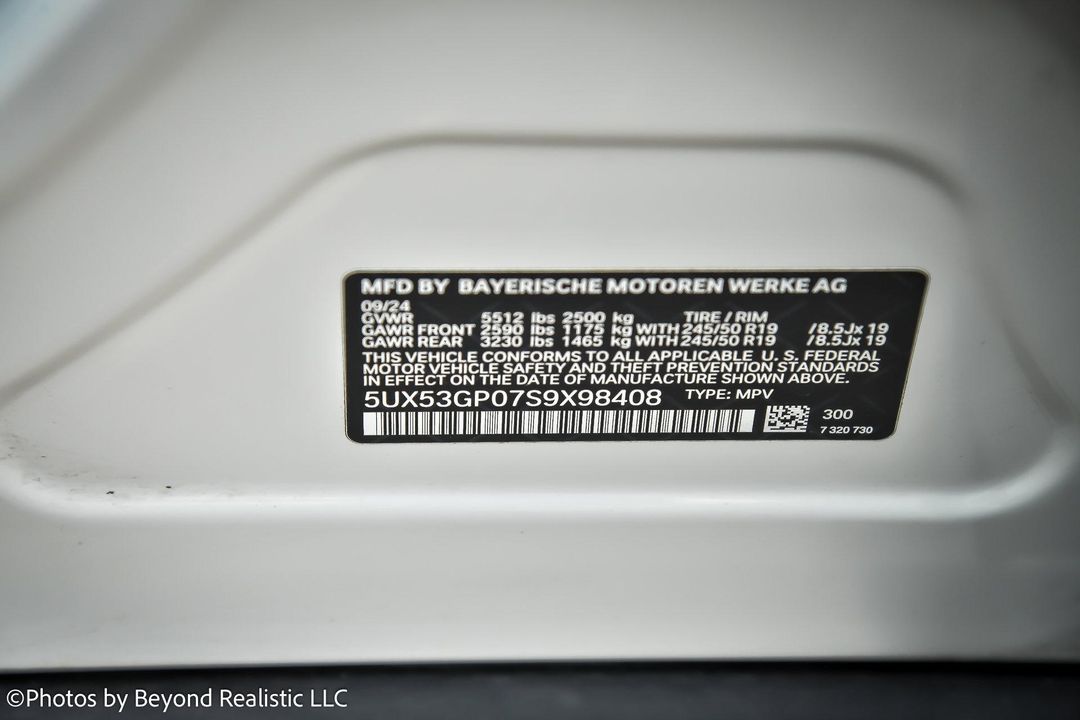 MFD BY BAYERISCHE MOTOREN WERKE AG
09/24
GVWR 5512 lbs 2500 kg TIRE / RIM
GAWR FRONT 2590 lbs 1175 kg WITH 245/50 R19 /8.5Jx 19
GAWR REAR 3230 lbs 1465 kg WITH 245/50 R19 /8.5Jx 19
THIS VEHICLE CONFORMS TO ALL APPLICABLE U. S. FEDERAL
MOTOR VEHICLE SAFETY AND THEFT PREVENTION STANDARDS
IN EFFECT ON THE DATE OF MANUFACTURE SHOWN ABOVE.
5UX53GP07S9X98408 TYPE: MPV
300
7 320 730
©Photos by Beyond Realistic LLC